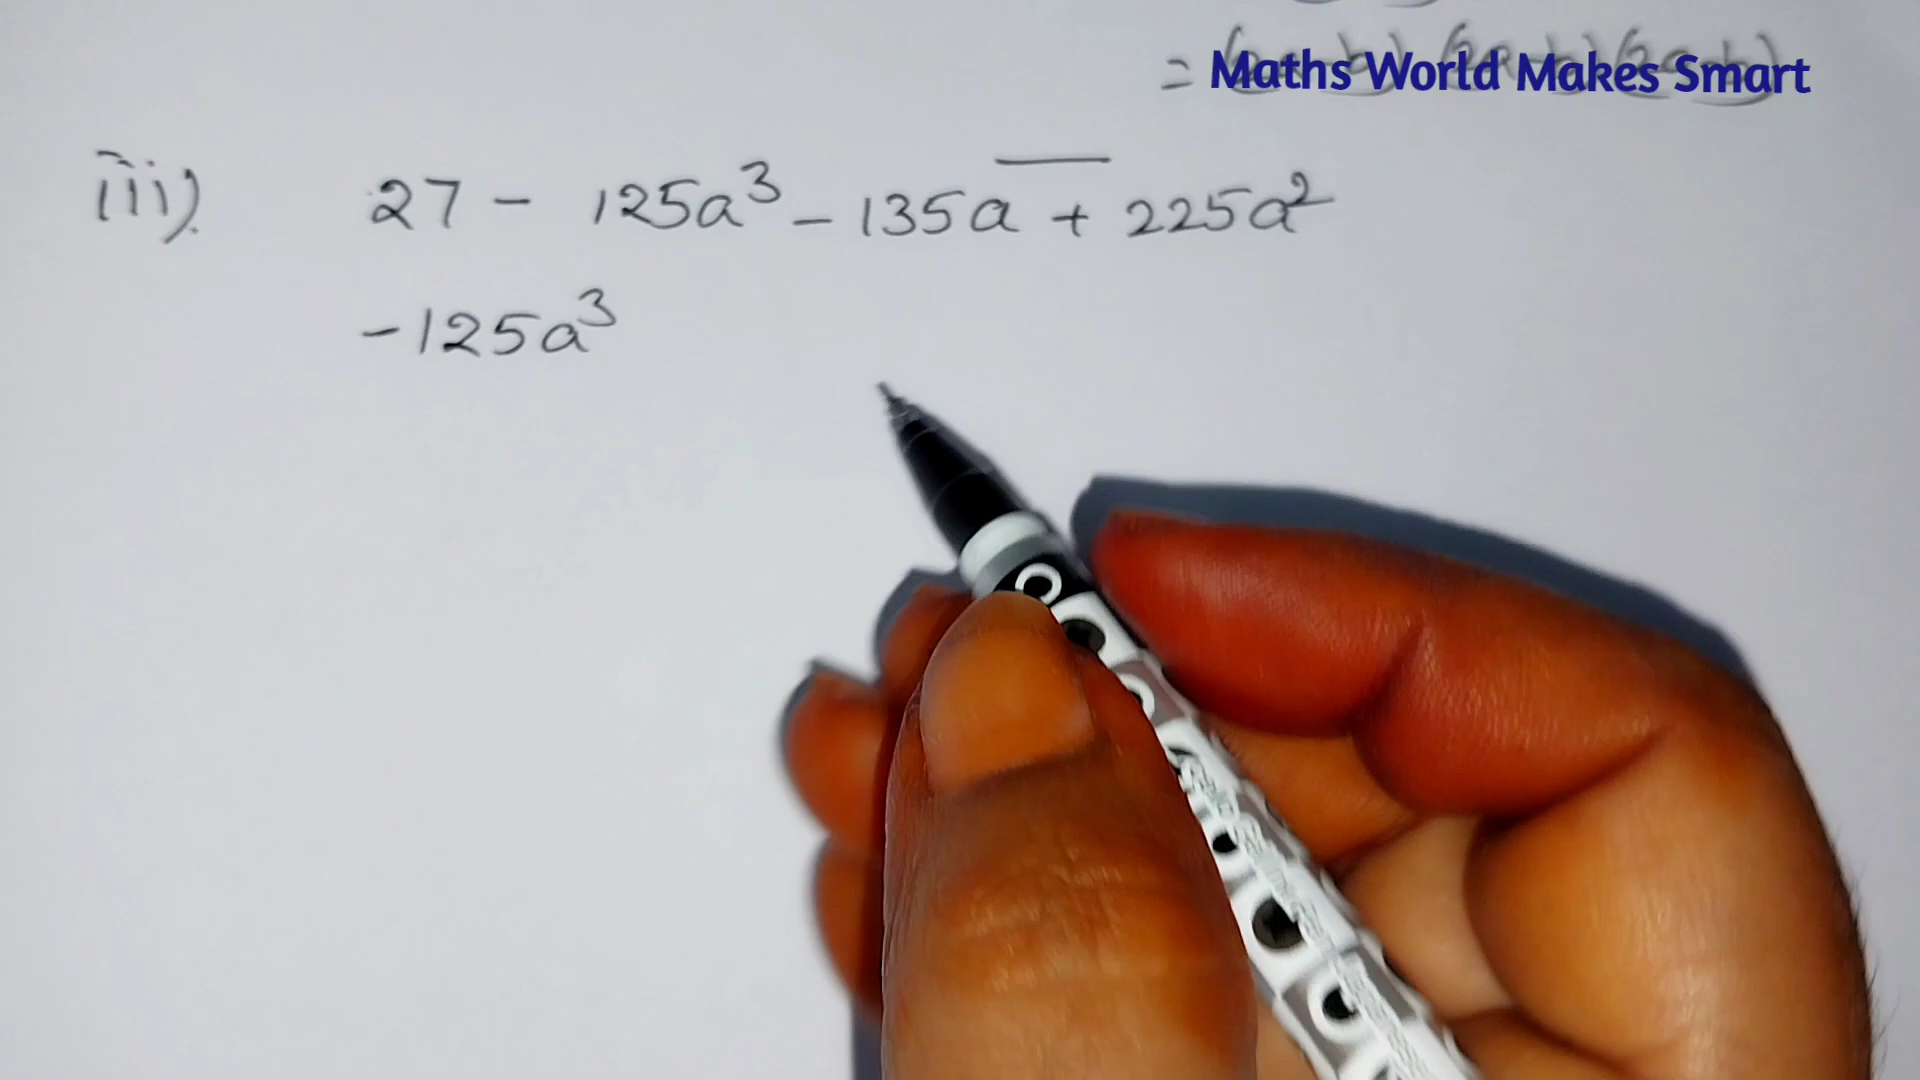 = Maths World Makes Smart
iii). 27 - 125a³ - 135a + 225a²
-125a³